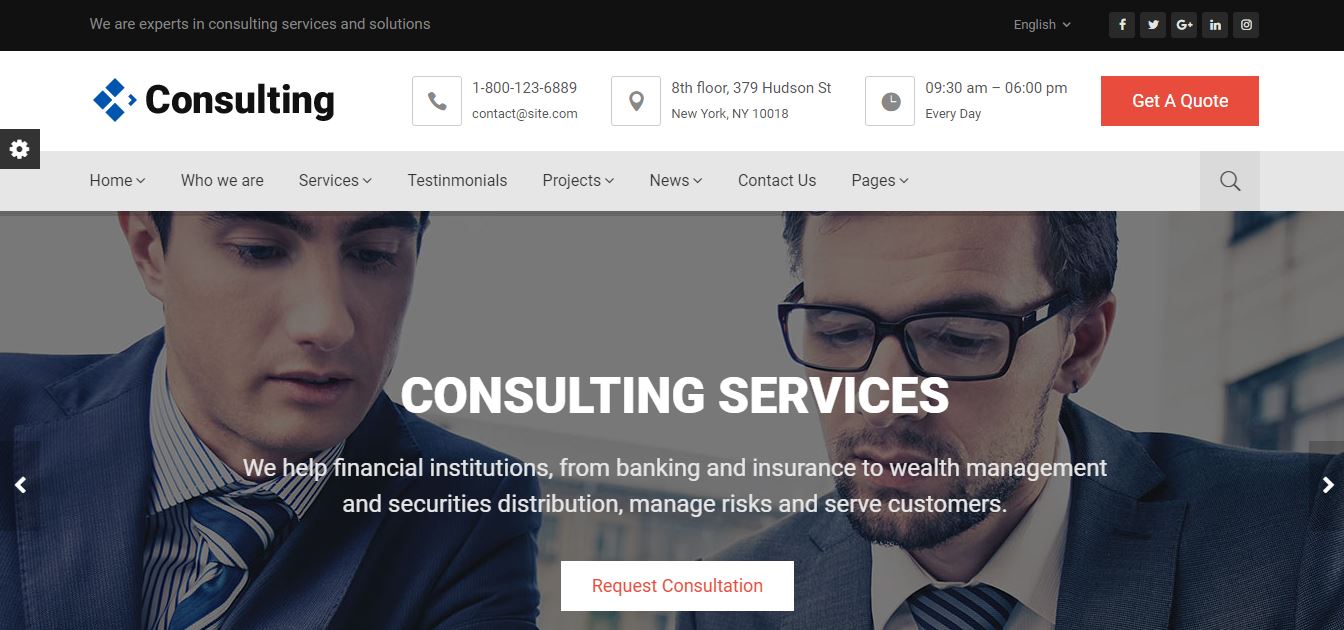 We are experts in consulting services and solutions
English
Consulting
1-800-123-6889
contact@site.com
8th floor, 379 Hudson St
New York, NY 10018
09:30 am – 06:00 pm
Every Day
Get A Quote
Home
Who we are
Services
Testinmonials
Projects
News
Contact Us
Pages
CONSULTING SERVICES
We help financial institutions, from banking and insurance to wealth management
and securities distribution, manage risks and serve customers.
Request Consultation